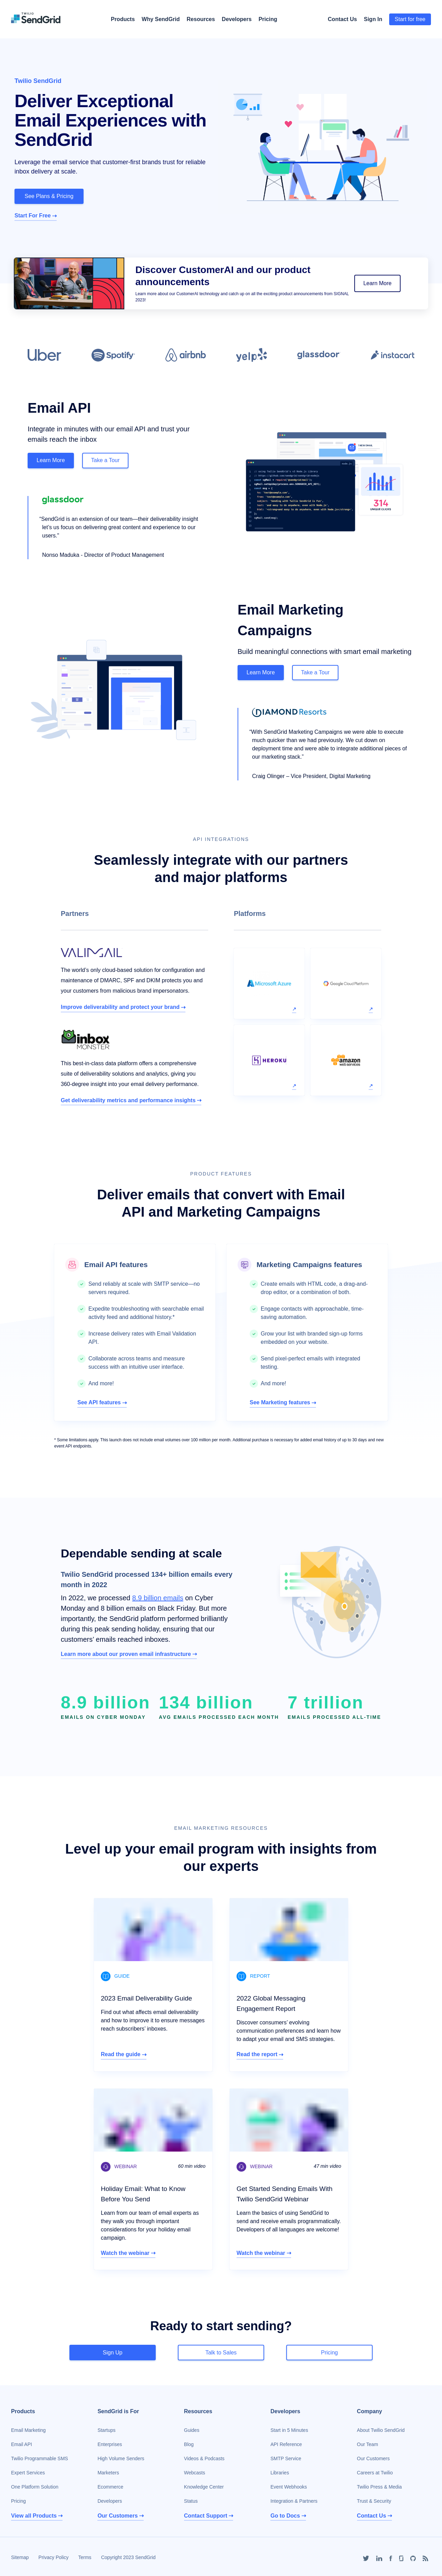 TWILIO
SendGrid
Products
Why SendGrid
Resources
Developers
Pricing
Contact Us
Sign In
Start for free
Twilio SendGrid
Deliver Exceptional
Email Experiences with
SendGrid
Leverage the email service that customer-first brands trust for reliable
inbox delivery at scale.
See Plans & Pricing
Start For Free →
Discover CustomerAI and our product
announcements
Learn more about our CustomerAI technology and catch up on all the exciting product announcements from SIGNAL
2023!
Learn More
Uber
Spotify
airbnb
yelp
glassdoor
instacart
Email API
Integrate in minutes with our email API and trust your
emails reach the inbox
Learn More
Take a Tour
glassdoor
“SendGrid is an extension of our team—their deliverability insight
let’s us focus on delivering great content and experience to our
users.”
Nonso Maduka - Director of Product Management
314
UNIQUE CLICKS
Email Marketing
Campaigns
Build meaningful connections with smart email marketing
Learn More
Take a Tour
DIAMOND Resorts
“With SendGrid Marketing Campaigns we were able to execute
much quicker than we had previously. We cut down on
deployment time and were able to integrate additional pieces of
our marketing stack.”
Craig Olinger – Vice President, Digital Marketing
API INTEGRATIONS
Seamlessly integrate with our partners
and major platforms
Partners
VALIMAIL
The world’s only cloud-based solution for configuration and
maintenance of DMARC, SPF and DKIM protects you and
your customers from malicious brand impersonators.
Improve deliverability and protect your brand →
inbox
MONSTER
This best-in-class data platform offers a comprehensive
suite of deliverability solutions and analytics, giving you
360-degree insight into your email delivery performance.
Get deliverability metrics and performance insights →
Platforms
Microsoft Azure
Google Cloud Platform
HEROKU
amazon
web services
PRODUCT FEATURES
Deliver emails that convert with Email
API and Marketing Campaigns
Email API features
Send reliably at scale with SMTP service—no
servers required.
Expedite troubleshooting with searchable email
activity feed and additional history.*
Increase delivery rates with Email Validation
API.
Collaborate across teams and measure
success with an intuitive user interface.
And more!
See API features →
Marketing Campaigns features
Create emails with HTML code, a drag-and-
drop editor, or a combination of both.
Engage contacts with approachable, time-
saving automation.
Grow your list with branded sign-up forms
embedded on your website.
Send pixel-perfect emails with integrated
testing.
And more!
See Marketing features →
* Some limitations apply. This launch does not include email volumes over 100 million per month. Additional purchase is necessary for added email history of up to 30 days and new
event API endpoints.
Dependable sending at scale
Twilio SendGrid processed 134+ billion emails every
month in 2022
In 2022, we processed 8.9 billion emails on Cyber
Monday and 8 billion emails on Black Friday. But more
importantly, the SendGrid platform performed brilliantly
during this peak sending holiday, ensuring that our
customers’ emails reached inboxes.
Learn more about our proven email infrastructure →
8.9 billion
EMAILS ON CYBER MONDAY
134 billion
AVG EMAILS PROCESSED EACH MONTH
7 trillion
EMAILS PROCESSED ALL-TIME
EMAIL MARKETING RESOURCES
Level up your email program with insights from
our experts
GUIDE
2023 Email Deliverability Guide
Find out what affects email deliverability
and how to improve it to ensure messages
reach subscribers’ inboxes.
Read the guide →
REPORT
2022 Global Messaging
Engagement Report
Discover consumers’ evolving
communication preferences and learn how
to adapt your email and SMS strategies.
Read the report →
WEBINAR
60 min video
Holiday Email: What to Know
Before You Send
Learn from our team of email experts as
they walk you through important
considerations for your holiday email
campaign.
Watch the webinar →
WEBINAR
47 min video
Get Started Sending Emails With
Twilio SendGrid Webinar
Learn the basics of using SendGrid to
send and receive emails programmatically.
Developers of all languages are welcome!
Watch the webinar →
Ready to start sending?
Sign Up
Talk to Sales
Pricing
Products
Email Marketing
Email API
Twilio Programmable SMS
Expert Services
One Platform Solution
Pricing
View all Products →
SendGrid is For
Startups
Enterprises
High Volume Senders
Marketers
Ecommerce
Developers
Our Customers →
Resources
Guides
Blog
Videos & Podcasts
Webcasts
Knowledge Center
Status
Contact Support →
Developers
Start in 5 Minutes
API Reference
SMTP Service
Libraries
Event Webhooks
Integration & Partners
Go to Docs →
Company
About Twilio SendGrid
Our Team
Our Customers
Careers at Twilio
Twilio Press & Media
Trust & Security
Contact Us →
Sitemap
Privacy Policy
Terms
Copyright 2023 SendGrid